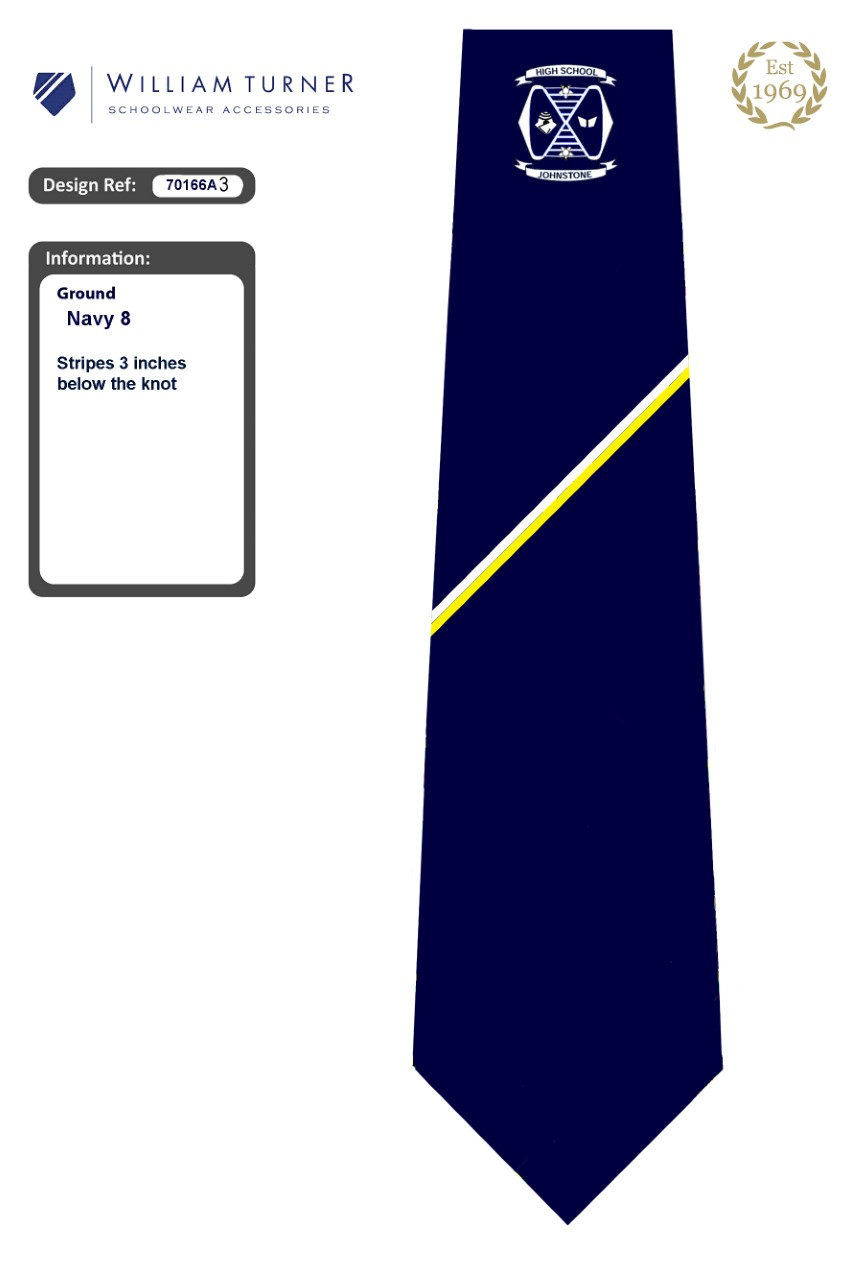 WILLIAM TURNER
SCHOOLWEAR ACCESSORIES
Est
1969
HIGH SCHOOL
JOHNSTONE
Design Ref: 70166A3
Information:
Ground
Navy 8
Stripes 3 inches
below the knot